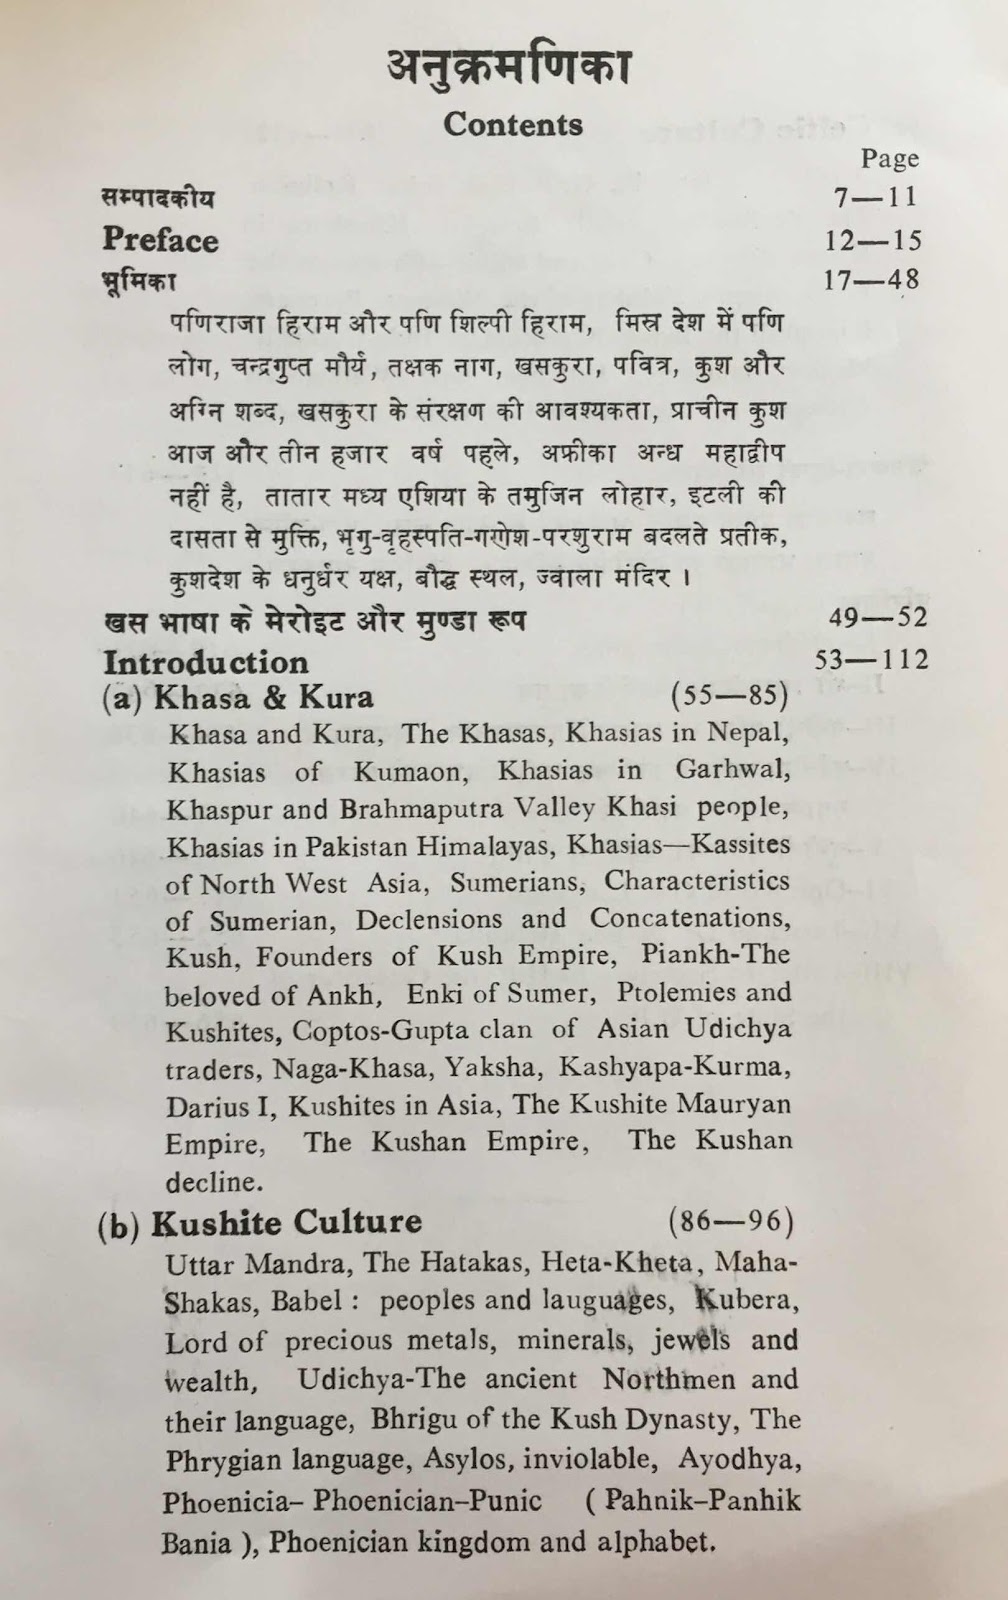 अनुक्रमणिका
Contents
Page
सम्पादकीय 7—11
Preface 12—15
भूमिका 17—48
पणिराजा हिराम और पणि शिल्पी हिराम, मिस्र देश में पणि
लोग, चन्द्रगुप्त मौर्य, तक्षक नाग, खसकुरा, पवित्र, कुश और
अग्नि शब्द, खसकुरा के संरक्षण की आवश्यकता, प्राचीन कुश
आज और तीन हजार वर्ष पहले, अफ्रीका अन्ध महाद्वीप
नहीं है, तातार मध्य एशिया के तमुजिन लोहार, इटली की
दासता से मुक्ति, भृगु-वृहस्पति-गणेश-परशुराम बदलते प्रतीक,
कुशदेश के धनुर्धर यक्ष, बौद्ध स्थल, ज्वाला मंदिर ।
खस भाषा के मेरोइट और मुण्डा रूप 49—52
Introduction 53—112
(a) Khasa & Kura (55—85)
Khasa and Kura, The Khasas, Khasias in Nepal,
Khasias of Kumaon, Khasias in Garhwal,
Khaspur and Brahmaputra Valley Khasi people,
Khasias in Pakistan Himalayas, Khasias—Kassites
of North West Asia, Sumerians, Characteristics
of Sumerian, Declensions and Concatenations,
Kush, Founders of Kush Empire, Piankh-The
beloved of Ankh, Enki of Sumer, Ptolemies and
Kushites, Coptos-Gupta clan of Asian Udichya
traders, Naga-Khasa, Yaksha, Kashyapa-Kurma,
Darius I, Kushites in Asia, The Kushite Mauryan
Empire, The Kushan Empire, The Kushan
decline.
(b) Kushite Culture (86—96)
Uttar Mandra, The Hatakas, Heta-Kheta, Maha-
Shakas, Babel : peoples and lauguages, Kubera,
Lord of precious metals, minerals, jewels and
wealth, Udichya-The ancient Northmen and
their language, Bhrigu of the Kush Dynasty, The
Phrygian language, Asylos, inviolable, Ayodhya,
Phoenicia– Phoenician–Punic ( Pahnik–Panhik
Bania ), Phoenician kingdom and alphabet.